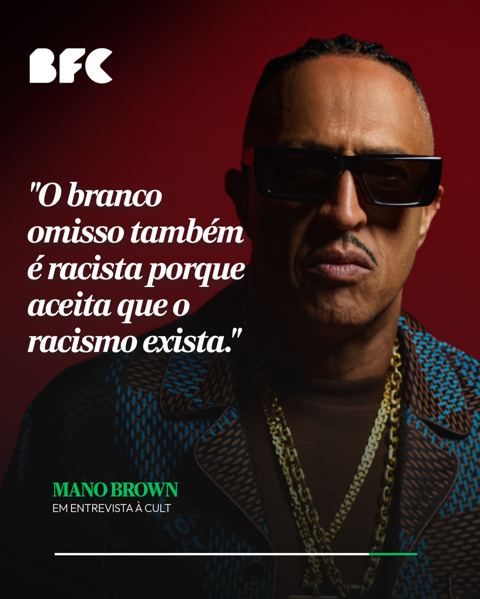 BFC
"O branco
omisso também
é racista porque
aceita que o
racismo exista."
MANO BROWN
EM ENTREVISTA À CULT